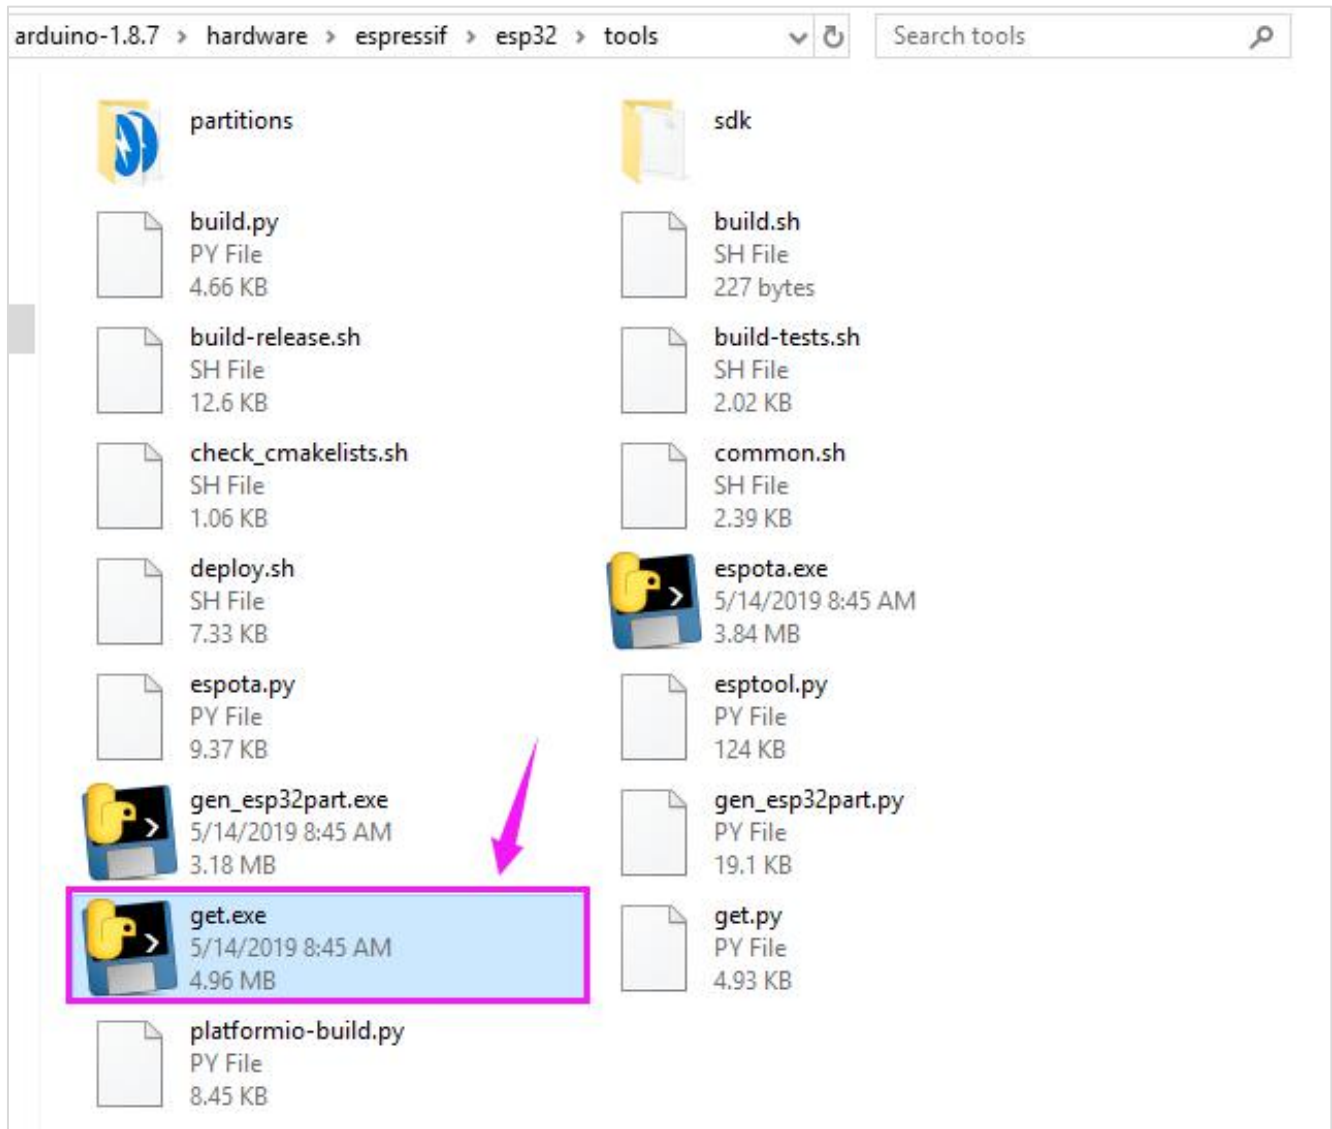 arduino-1.8.7 > hardware > espressif > esp32 > tools
Search tools
partitions
sdk
build.py
PY File
4.66 KB
build.sh
SH File
227 bytes
build-release.sh
SH File
12.6 KB
build-tests.sh
SH File
2.02 KB
check_cmakelists.sh
SH File
1.06 KB
common.sh
SH File
2.39 KB
deploy.sh
SH File
7.33 KB
espota.exe
5/14/2019 8:45 AM
3.84 MB
espota.py
PY File
9.37 KB
esptool.py
PY File
124 KB
gen_esp32part.exe
5/14/2019 8:45 AM
3.18 MB
gen_esp32part.py
PY File
19.1 KB
get.exe
5/14/2019 8:45 AM
4.96 MB
get.py
PY File
4.93 KB
platformio-build.py
PY File
8.45 KB